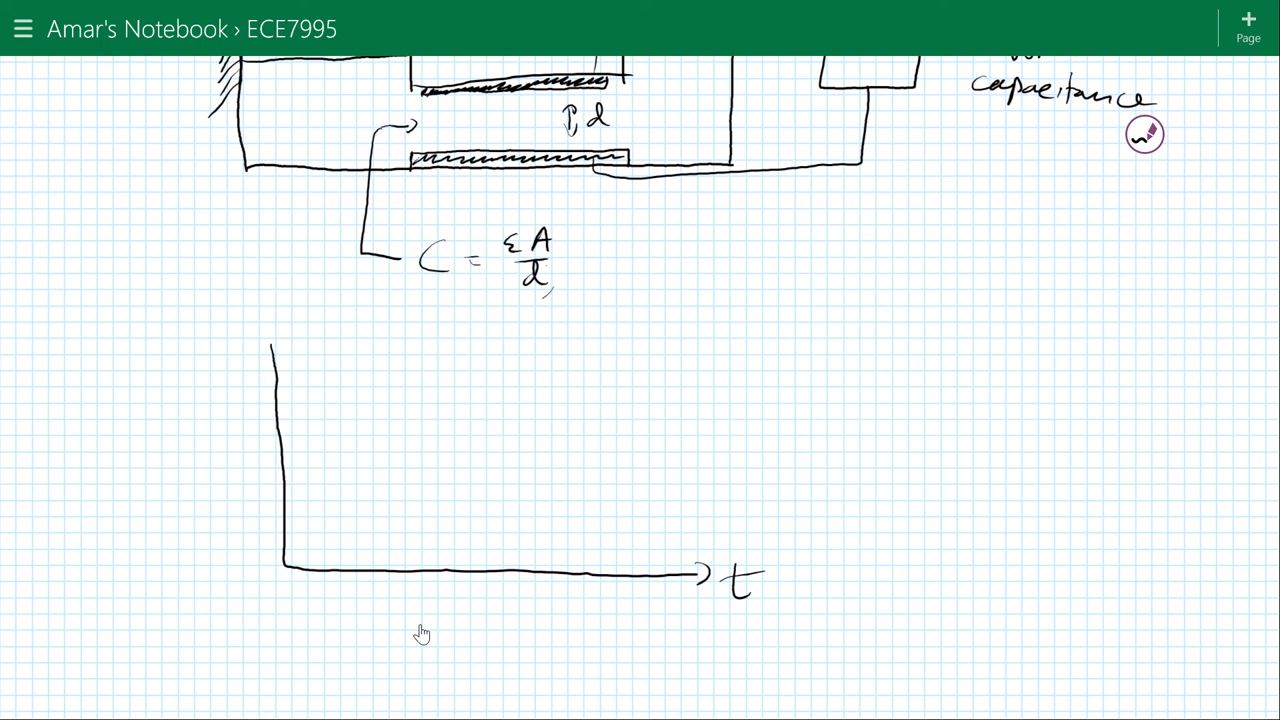 Amar's Notebook › ECE7995
+
Page
capacitance
d
C = εA/d
t